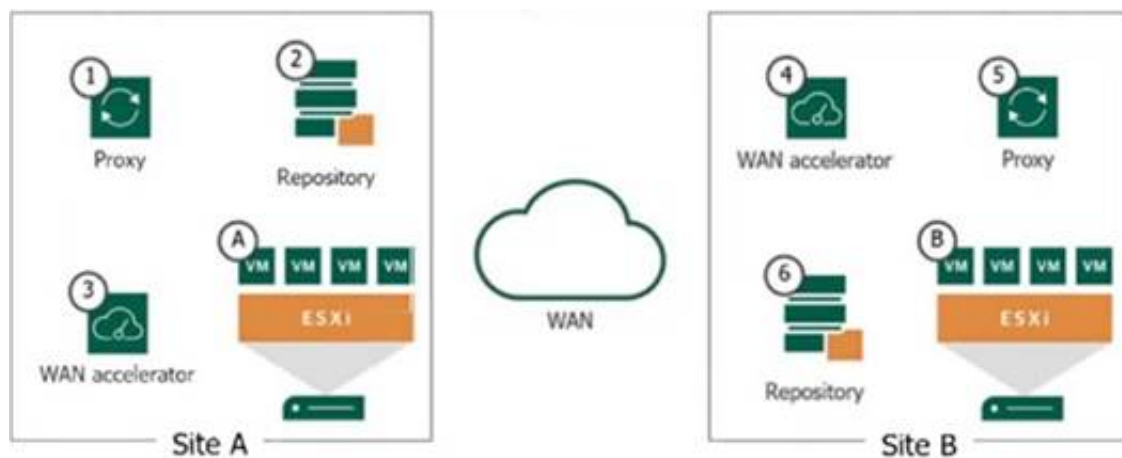 1
Proxy
2
Repository
3
WAN accelerator
A
VM VM VM VM
ESXi
Site A
WAN
4
WAN accelerator
5
Proxy
6
Repository
B
VM VM VM VM
ESXi
Site B